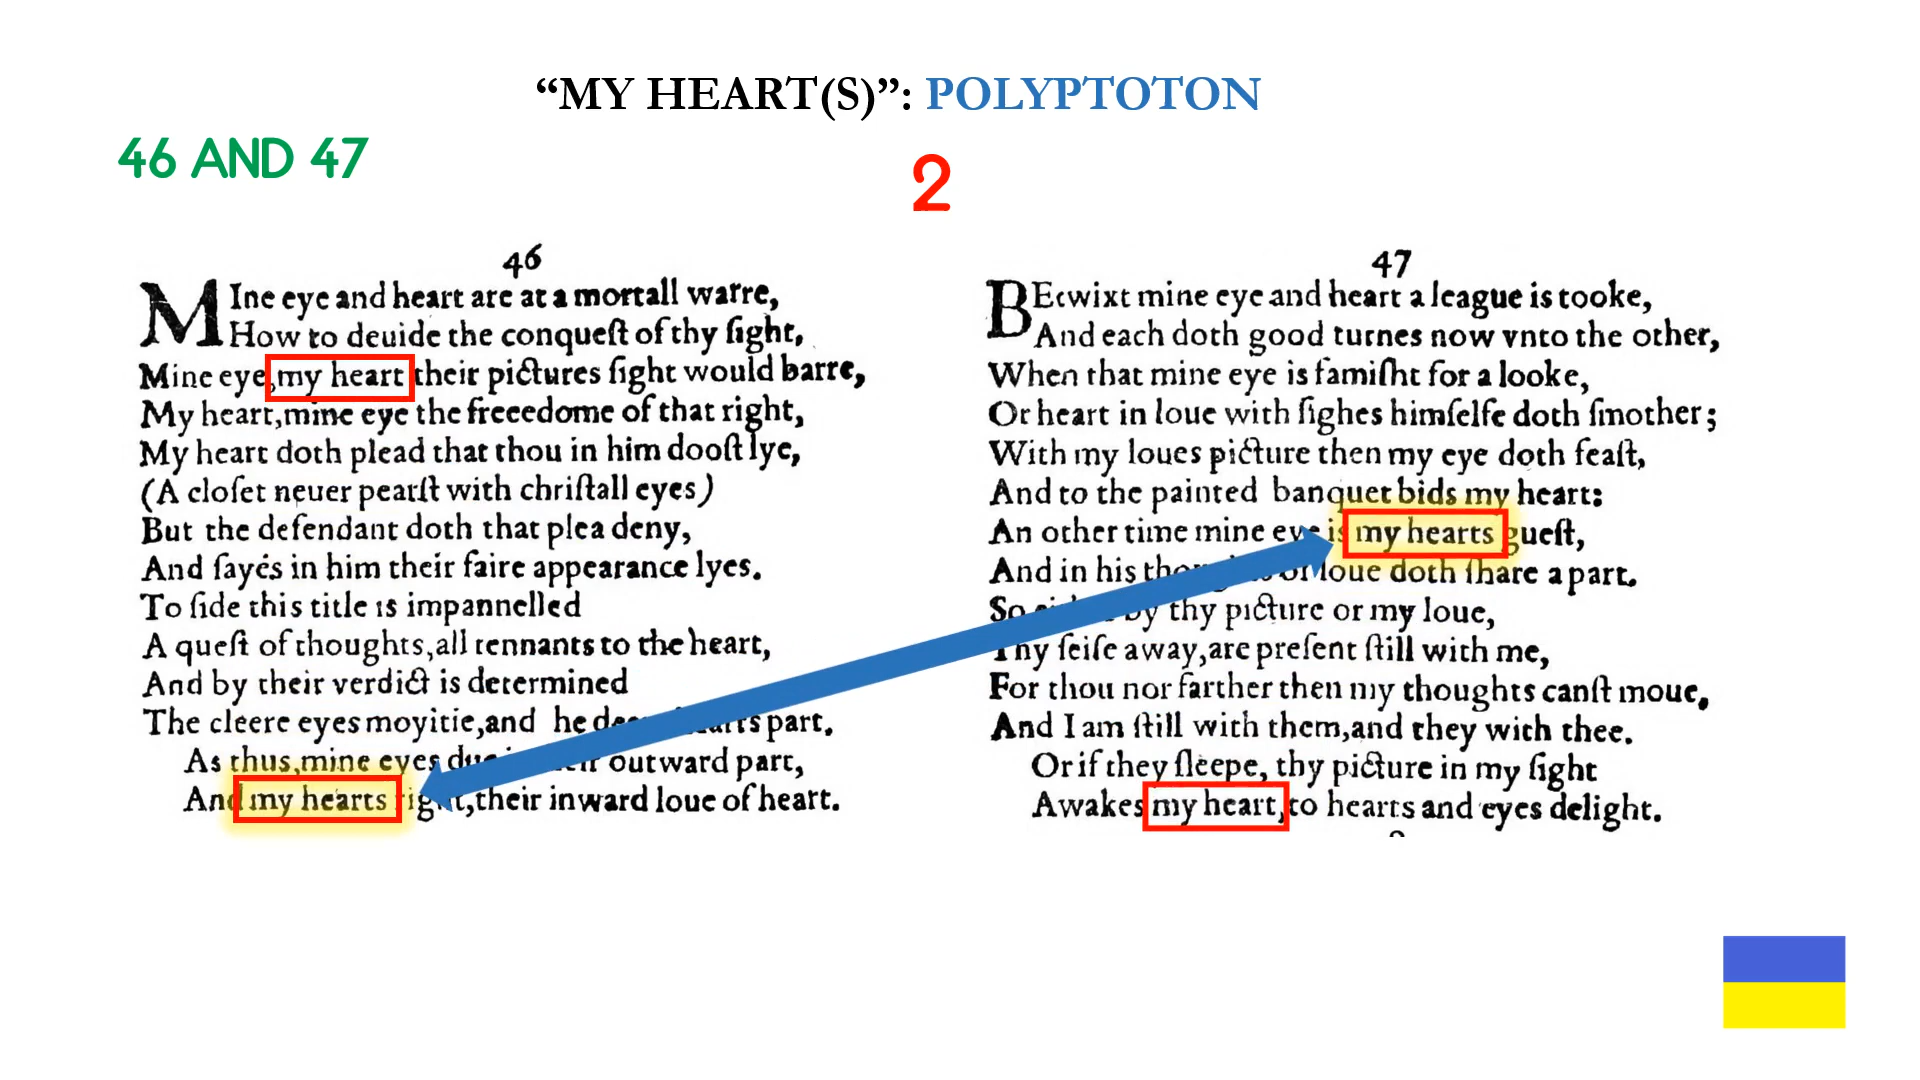 “MY HEART(S)”: POLYPTOTON
46 AND 47
2
46
MIne eye and heart are at a mortall warre,
How to deuide the conqueſt of thy ſight,
Mine eye,my heart their pictures ſight would barre,
My heart,mine eye the freeedome of that right,
My heart doth plead that thou in him dooſt lye,
(A cloſet neuer pearſt with chriſtall eyes)
But the defendant doth that plea deny,
And ſayes in him their faire appearance lyes.
To ſide this title is impannelled
A queſt of thoughts,all tennants to the heart,
And by their verdict is determined
The cleere eyes moyitie,and he part.
As thus,mine eyes outward part,
And my hearts right,their inward loue of heart.
47
BEtwixt mine eye and heart a league is tooke,
And each doth good turnes now vnto the other,
When that mine eye is famiſht for a looke,
Or heart in loue with ſighes himſelfe doth ſmother;
With my loues picture then my eye doth feaſt,
And to the painted banquet bids my heart:
An other time mine eye is my hearts gueſt,
And in his loue doth ſhare a part.
So by thy picture or my loue,
Thy ſeife away,are preſent ſtill with me,
For thou nor farther then my thoughts canſt moue,
And I am ſtill with them,and they with thee.
Or if they ſleepe, thy picture in my ſight
Awakes my heart,to hearts and eyes delight.